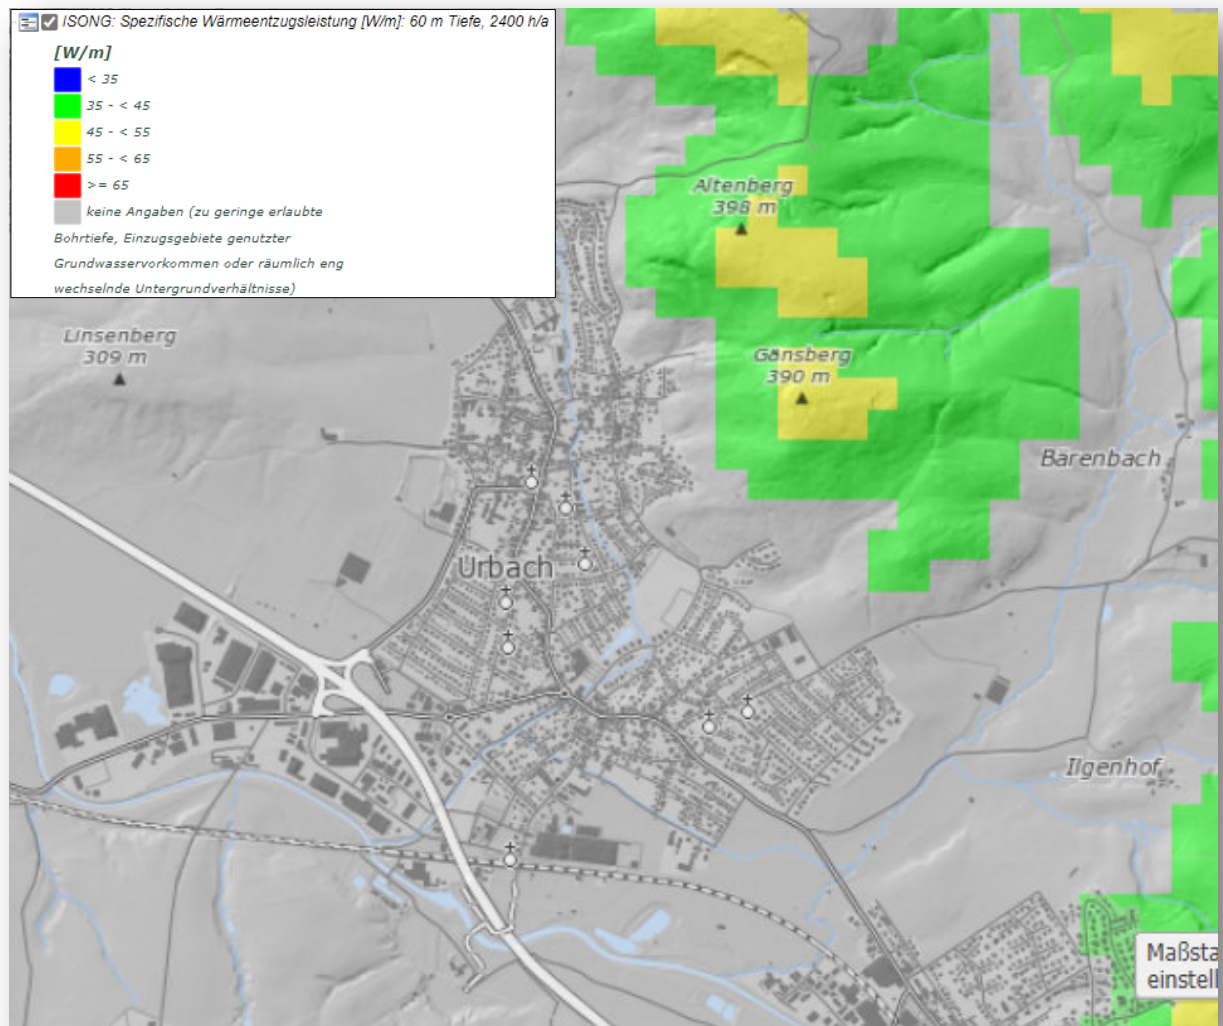 ISONG: Spezifische Wärmeentzugsleistung [W/m]: 60 m Tiefe, 2400 h/a
[W/m]
< 35
35 - < 45
45 - < 55
55 - < 65
>= 65
keine Angaben (zu geringe erlaubte
Bohrtiefe, Einzugsgebiete genutzter
Grundwasservorkommen oder räumlich eng
wechselnde Untergrundverhältnisse)
Altenberg
398 m
Linsenberg
309 m
Gänsberg
390 m
Bärenbach
Urbach
Ilgenhof
Maßsta
einstell